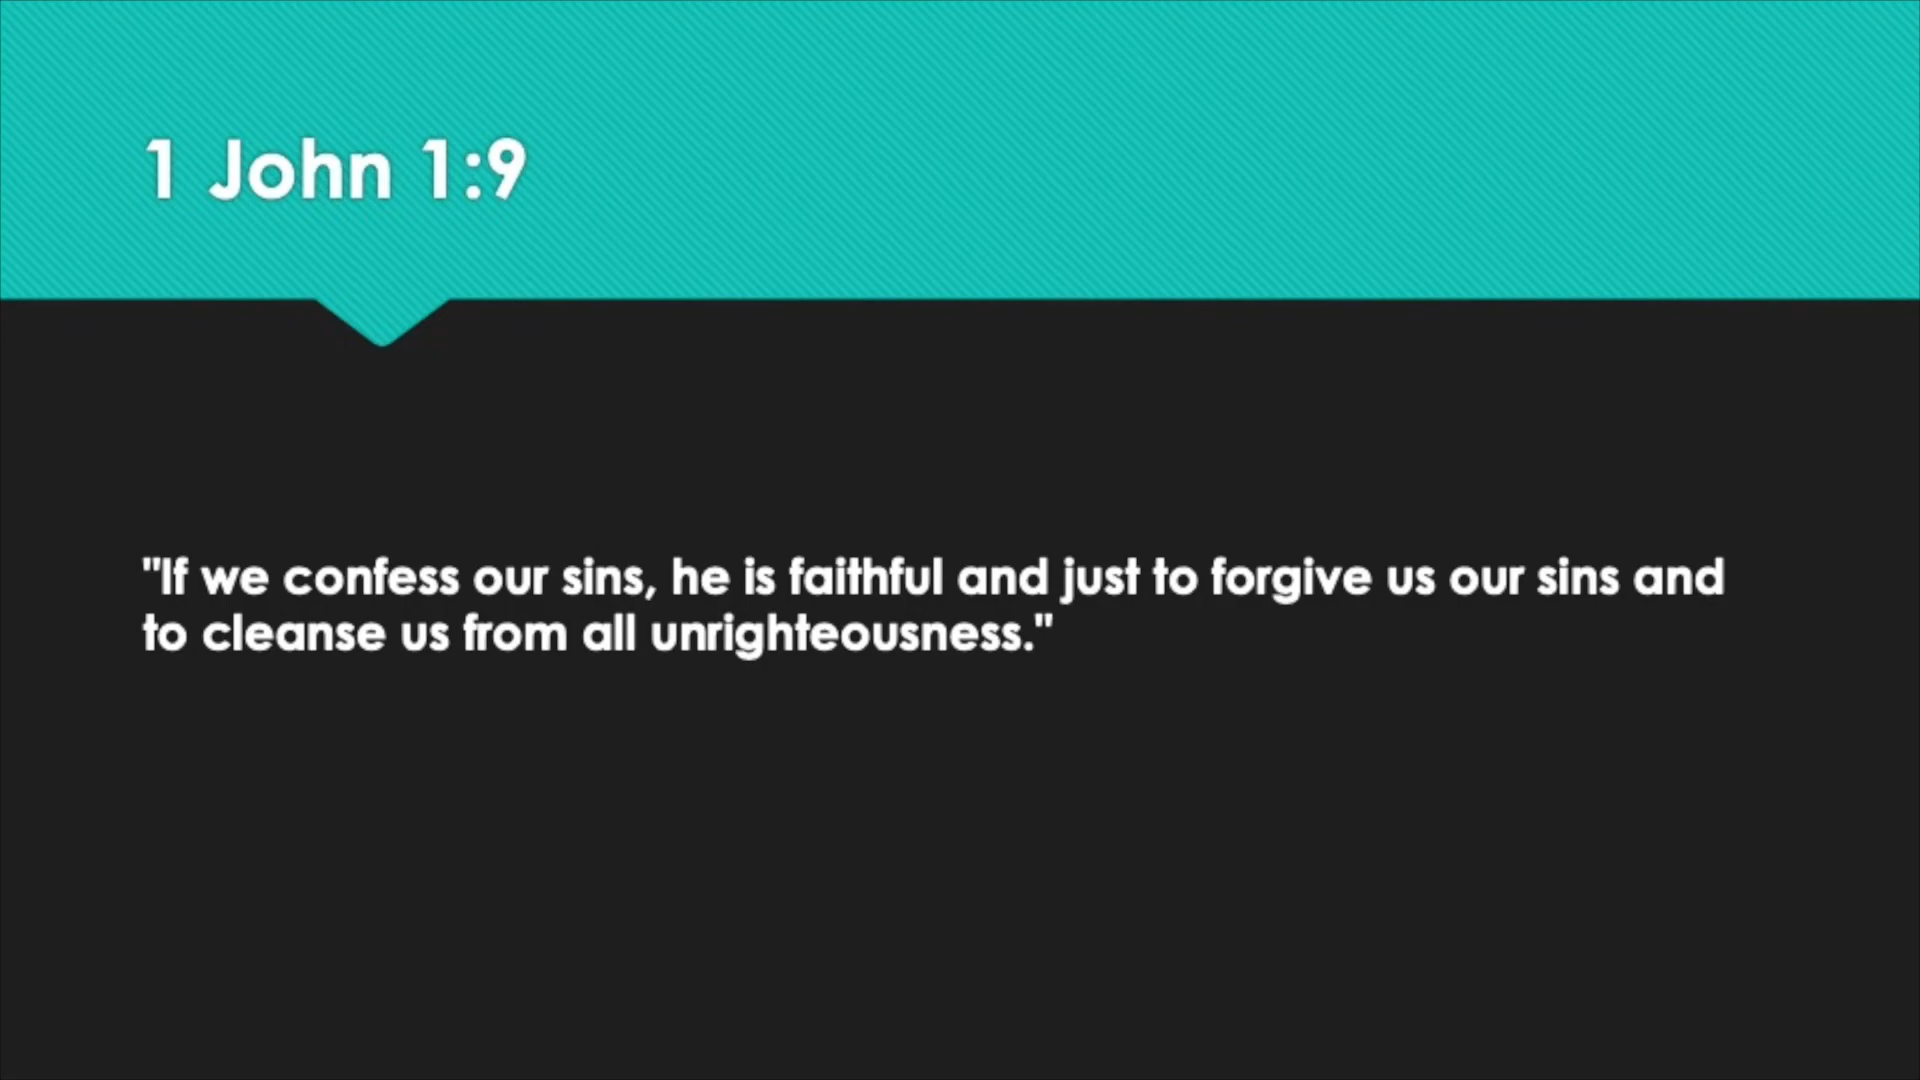 1 John 1:9
"If we confess our sins, he is faithful and just to forgive us our sins and
to cleanse us from all unrighteousness."